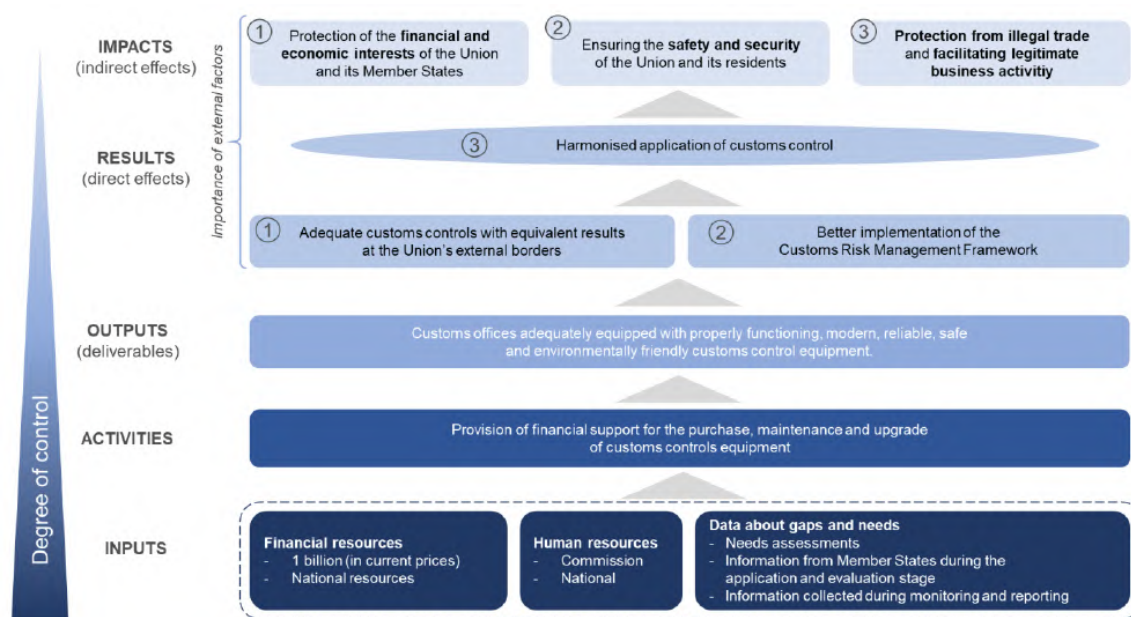 IMPACTS
(indirect effects)
1
Protection of the financial and
economic interests of the Union
and its Member States
2
Ensuring the safety and security
of the Union and its residents
3
Protection from illegal trade
and facilitating legitimate
business activitiy
Importance of external factors
RESULTS
(direct effects)
3
Harmonised application of customs control
1
Adequate customs controls with equivalent results
at the Union's external borders
2
Better implementation of the
Customs Risk Management Framework
OUTPUTS
(deliverables)
Customs offices adequately equipped with properly functioning, modern, reliable, safe
and environmentally friendly customs control equipment.
Degree of control
ACTIVITIES
Provision of financial support for the purchase, maintenance and upgrade
of customs controls equipment
INPUTS
Financial resources
- 1 billion (in current prices)
- National resources
Human resources
- Commission
- National
Data about gaps and needs
- Needs assessments
- Information from Member States during the
application and evaluation stage
- Information collected during monitoring and reporting